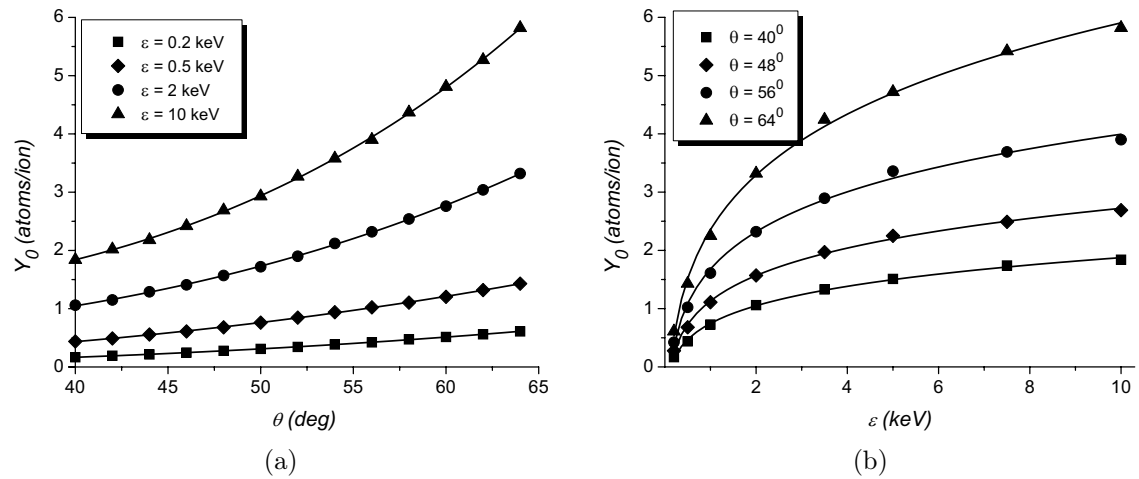 ε = 0.2 keV
ε = 0.5 keV
ε = 2 keV
ε = 10 keV
Y₀ (atoms/ion)
6
5
4
3
2
1
0
40 45 50 55 60 65
θ (deg)
(a)
θ = 40⁰
θ = 48⁰
θ = 56⁰
θ = 64⁰
Y₀ (atoms/ion)
6
5
4
3
2
1
0
2 4 6 8 10
ε (keV)
(b)